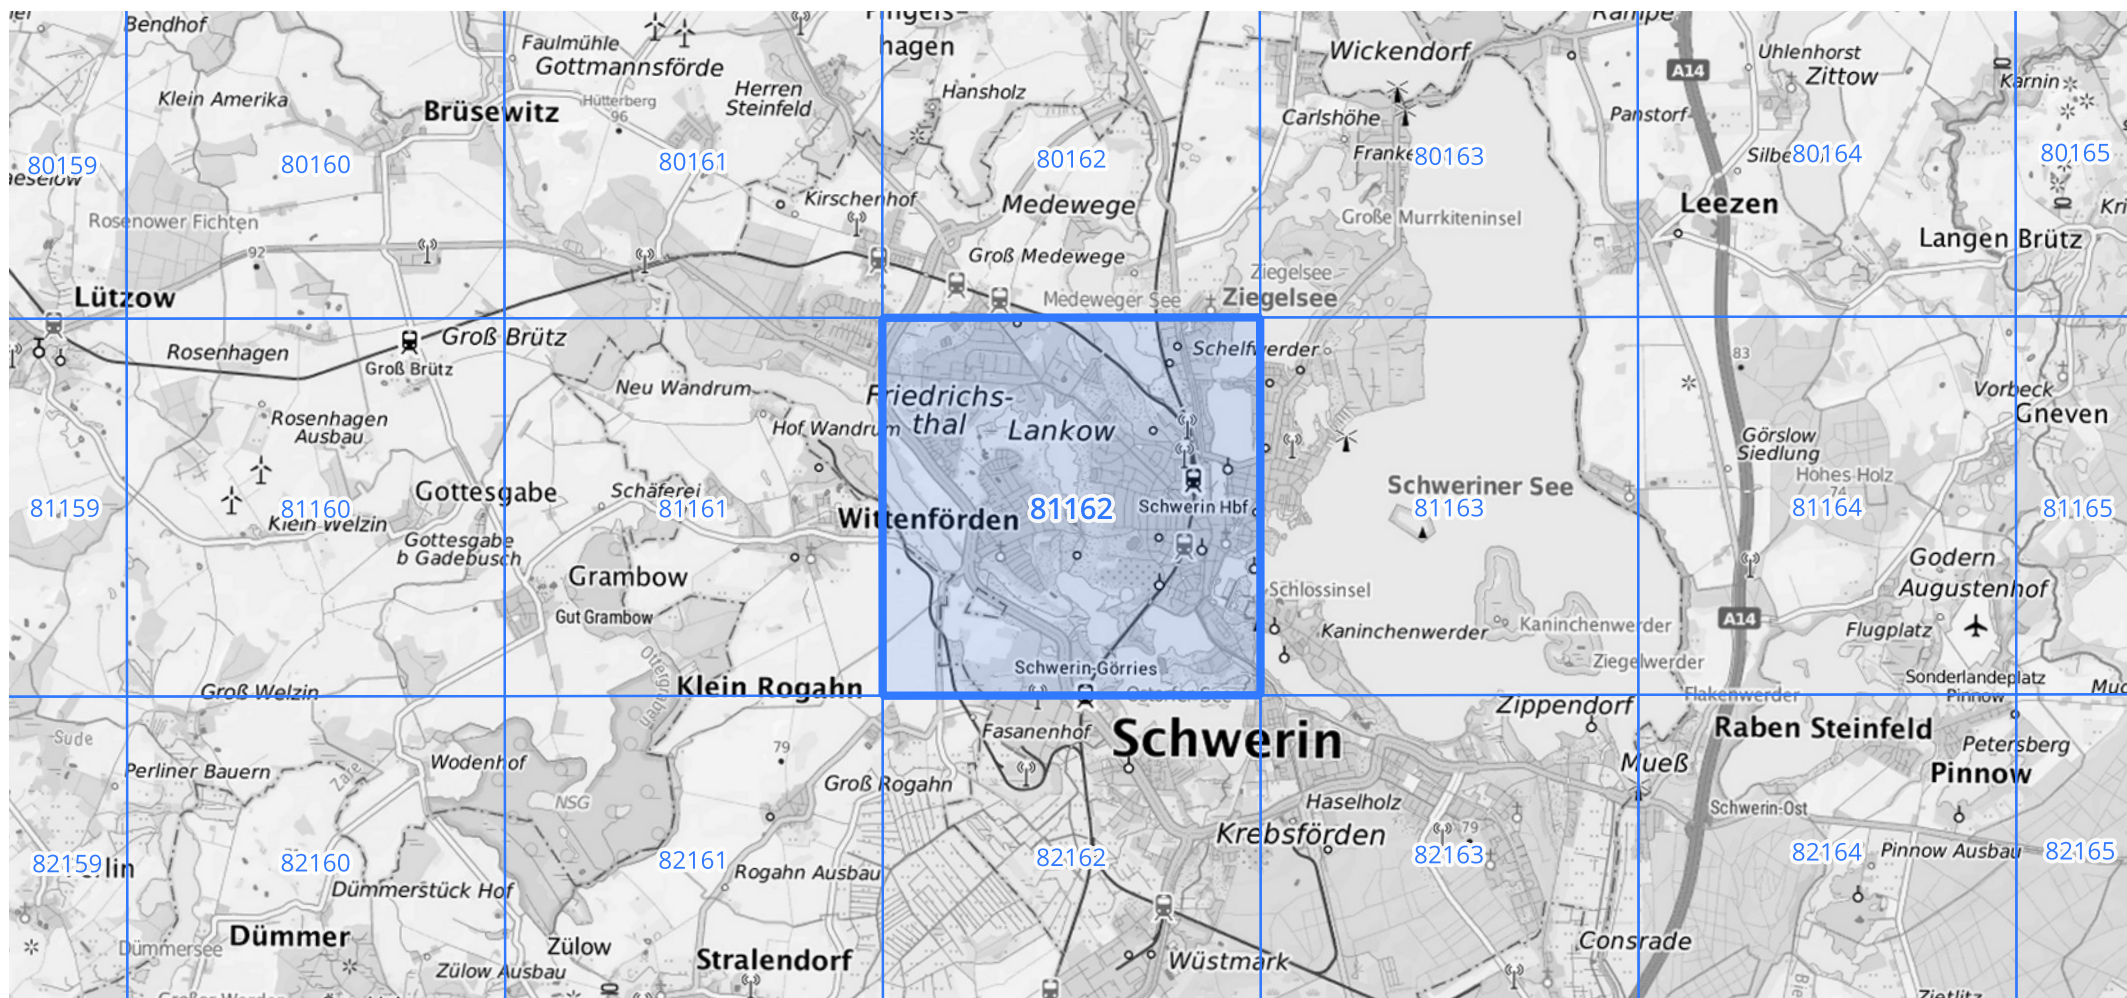 Bendhof
Faulmühle
Gottmannsförde
hagen
Wickendorf
Rampe
A14
Uhlenhorst
Zittow
Karnin
Klein Amerika
Brüsewitz
Hütterberg
96
Herren
Steinfeld
Hansholz
Carlshöhe
Panstorf
80159
80160
80161
80162
80163
80164
80165
Rosenower Fichten
92
Kirschenhof
Medewege
Große Murrkiteninsel
Leezen
Langen Brütz
Groß Medewege
Ziegelsee
Lützow
Medeweger See
Ziegelsee
Rosenhagen
Groß Brütz
Groß Brütz
Schelfwerder
83
Neu Wandrum
Friedrichs-
thal
Lankow
Vorbeck
Gneven
Rosenhagen
Ausbau
Hof Wandrum
Görslow
Siedlung
Hohes Holz
74
Gottesgabe
Schäferei
Schweriner See
81159
81160
81161
81162
81163
81164
81165
Klein Welzin
Wittenförden
Schwerin Hbf
Gottesgabe
b Gadebusch
Grambow
Gut Grambow
Godern
Augustenhof
Schlossinsel
Kaninchenwerder
Kaninchenwerder
Flugplatz
A14
Ottergraben
Ziegelwerder
Groß Welzin
Klein Rogahn
Schwerin-Görries
Ostorfer See
Flakenwerder
Sonderlandeplatz
Pinnow
Sude
Perliner Bauern
Zare
Wodenhof
79
Fasanenhof
Schwerin
Zippendorf
Raben Steinfeld
Petersberg
Mueß
Pinnow
NSG
Groß Rogahn
Haselholz
Krebsförden
79
Schwerin-Ost
82159
82160
82161
82162
82163
82164
82165
Pinnow Ausbau
Dümmerstück Hof
Rogahn Ausbau
Dümmer
Dümmersee
Zülow
Zülow Ausbau
Stralendorf
Wüstmark
Consrade